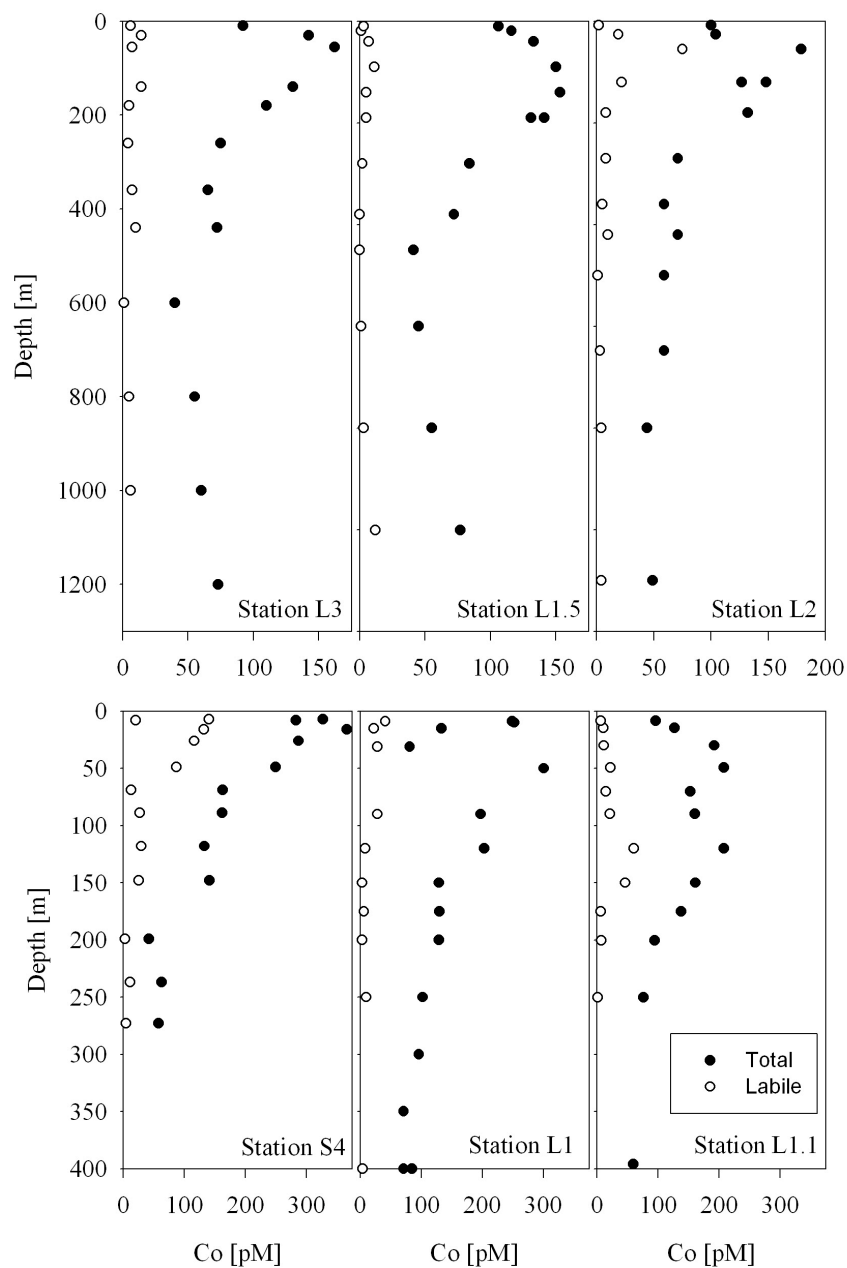 0
200
400
600
800
1000
1200
Depth [m]
Station L3
Station L1.5
Station L2
0 50 100 150
0 50 100 150
0 50 100 150 200
0
50
100
150
200
250
300
350
400
Depth [m]
Total
Labile
Station S4
Station L1
Station L1.1
0 100 200 300
0 100 200 300
0 100 200 300
Co [pM]
Co [pM]
Co [pM]